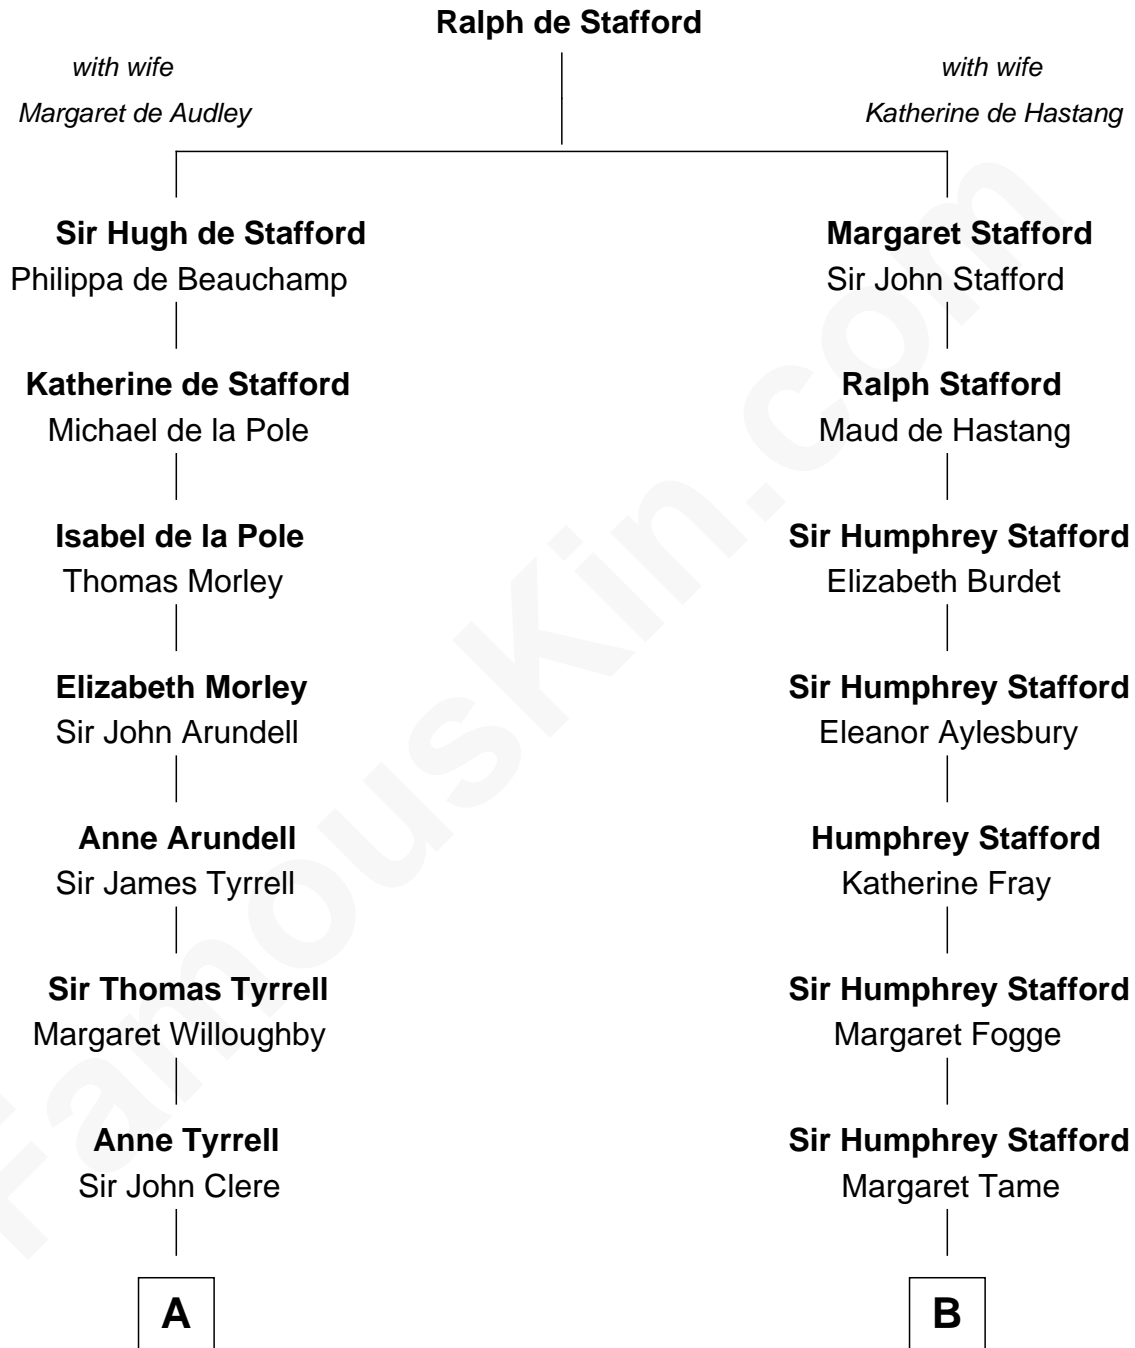 Ralph de Stafford
with wife
Margaret de Audley
with wife
Katherine de Hastang
Sir Hugh de Stafford
Philippa de Beauchamp
Margaret Stafford
Sir John Stafford
Katherine de Stafford
Michael de la Pole
Ralph Stafford
Maud de Hastang
Isabel de la Pole
Thomas Morley
Sir Humphrey Stafford
Elizabeth Burdet
Elizabeth Morley
Sir John Arundell
Sir Humphrey Stafford
Eleanor Aylesbury
Anne Arundell
Sir James Tyrrell
Humphrey Stafford
Katherine Fray
Sir Thomas Tyrrell
Margaret Willoughby
Sir Humphrey Stafford
Margaret Fogge
Anne Tyrrell
Sir John Clere
Sir Humphrey Stafford
Margaret Tame
A
B
FamousKin.com